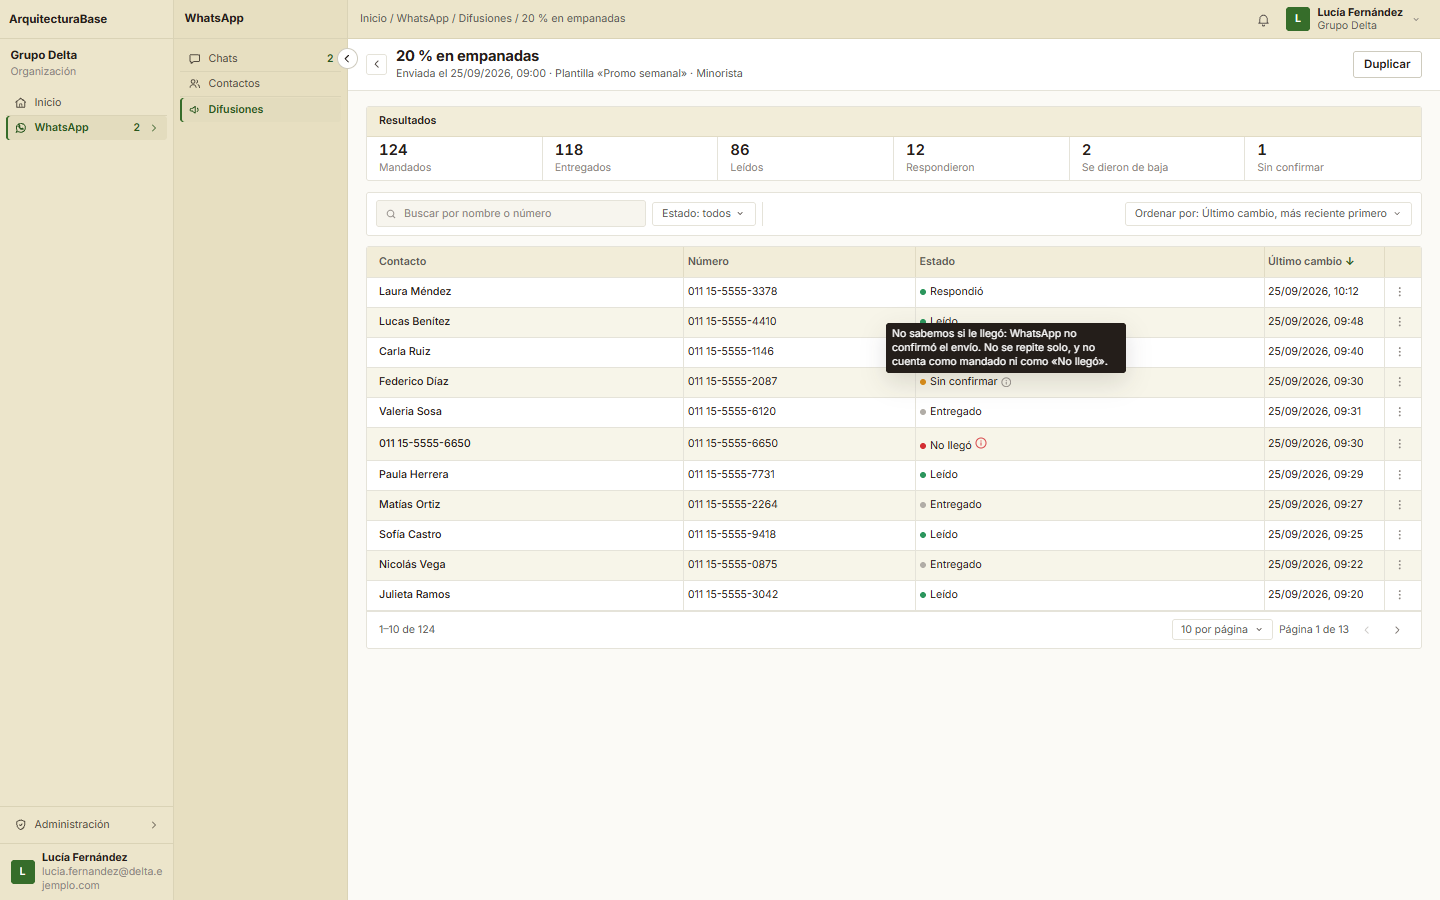 ArquitecturaBase
Grupo Delta
Organización
Inicio
WhatsApp 2
Administración
L
Lucía Fernández
lucia.fernandez@delta.e
jemplo.com
WhatsApp
Chats 2
Contactos
Difusiones
Inicio / WhatsApp / Difusiones / 20 % en empanadas
L
Lucía Fernández
Grupo Delta
20 % en empanadas
Enviada el 25/09/2026, 09:00 · Plantilla «Promo semanal» · Minorista
Duplicar
Resultados
124 118 86 12 2 1
Mandados Entregados Leídos Respondieron Se dieron de baja Sin confirmar
Buscar por nombre o número Estado: todos Ordenar por: Último cambio, más reciente primero
Contacto Número Estado Último cambio
Laura Méndez 011 15-5555-3378 Respondió 25/09/2026, 10:12
Lucas Benítez 011 15-5555-4410 Leído 25/09/2026, 09:48
No sabemos si le llegó: WhatsApp no
confirmó el envío. No se repite solo, y no
cuenta como mandado ni como «No llegó».
Carla Ruiz 011 15-5555-1146 25/09/2026, 09:40
Federico Díaz 011 15-5555-2087 Sin confirmar 25/09/2026, 09:30
Valeria Sosa 011 15-5555-6120 Entregado 25/09/2026, 09:31
011 15-5555-6650 011 15-5555-6650 No llegó 25/09/2026, 09:30
Paula Herrera 011 15-5555-7731 Leído 25/09/2026, 09:29
Matías Ortiz 011 15-5555-2264 Entregado 25/09/2026, 09:27
Sofía Castro 011 15-5555-9418 Leído 25/09/2026, 09:25
Nicolás Vega 011 15-5555-0875 Entregado 25/09/2026, 09:22
Julieta Ramos 011 15-5555-3042 Leído 25/09/2026, 09:20
1–10 de 124 10 por página Página 1 de 13